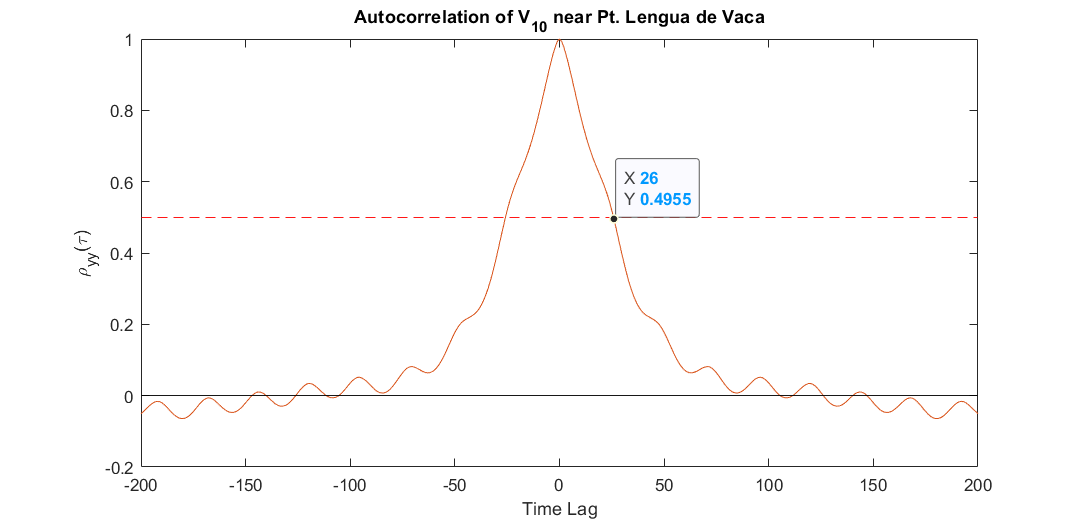 Autocorrelation of V10 near Pt. Lengua de Vaca
1
0.8
0.6
0.4
0.2
0
-0.2
ρyy(τ)
X 26
Y 0.4955
-200 -150 -100 -50 0 50 100 150 200
Time Lag